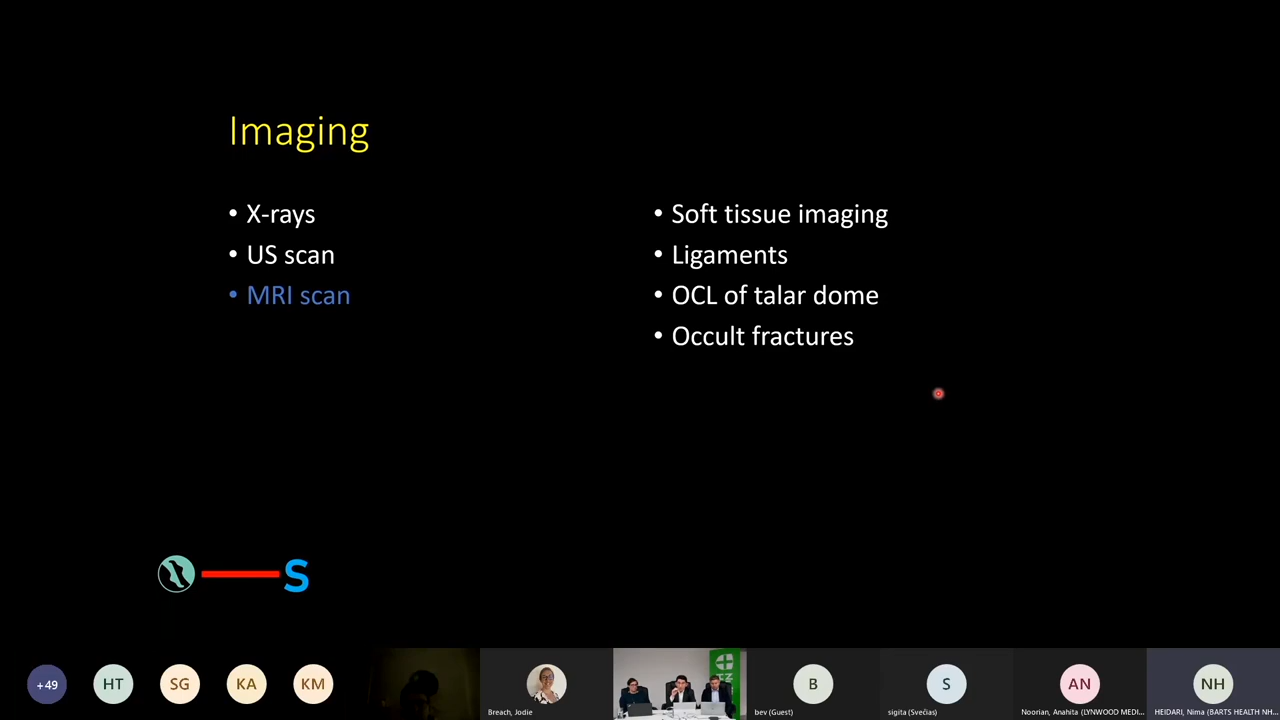 Imaging
• X-rays
• US scan
• MRI scan
• Soft tissue imaging
• Ligaments
• OCL of talar dome
• Occult fractures
S
+49
HT
SG
KA
KM
Breach, Jodie
TZ
B
bev (Guest)
S
sigita (Svečias)
AN
Noorian, Anahita (LYNWOOD MEDI...
NH
HEIDARI, Nima (BARTS HEALTH NH...